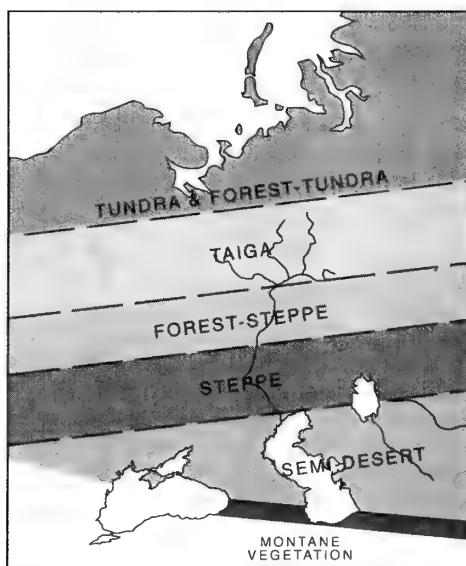 TUNDRA & FOREST-TUNDRA
TAIGA
FOREST-STEPPE
STEPPE
SEMI-DESERT
MONTANE
VEGETATION